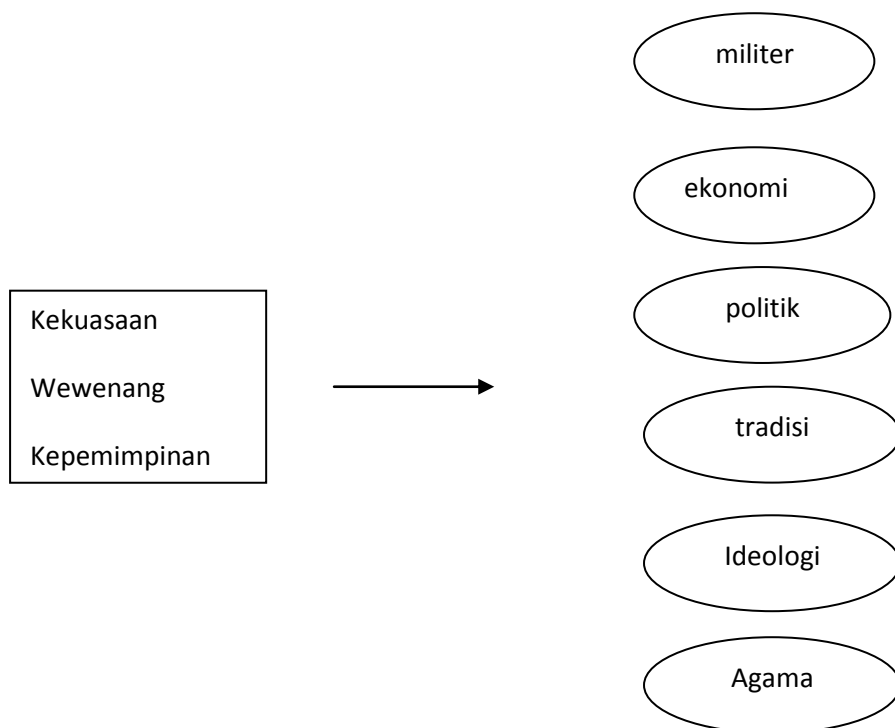 militer
ekonomi
politik
tradisi
Ideologi
Agama
Kekuasaan
Wewenang
Kepemimpinan